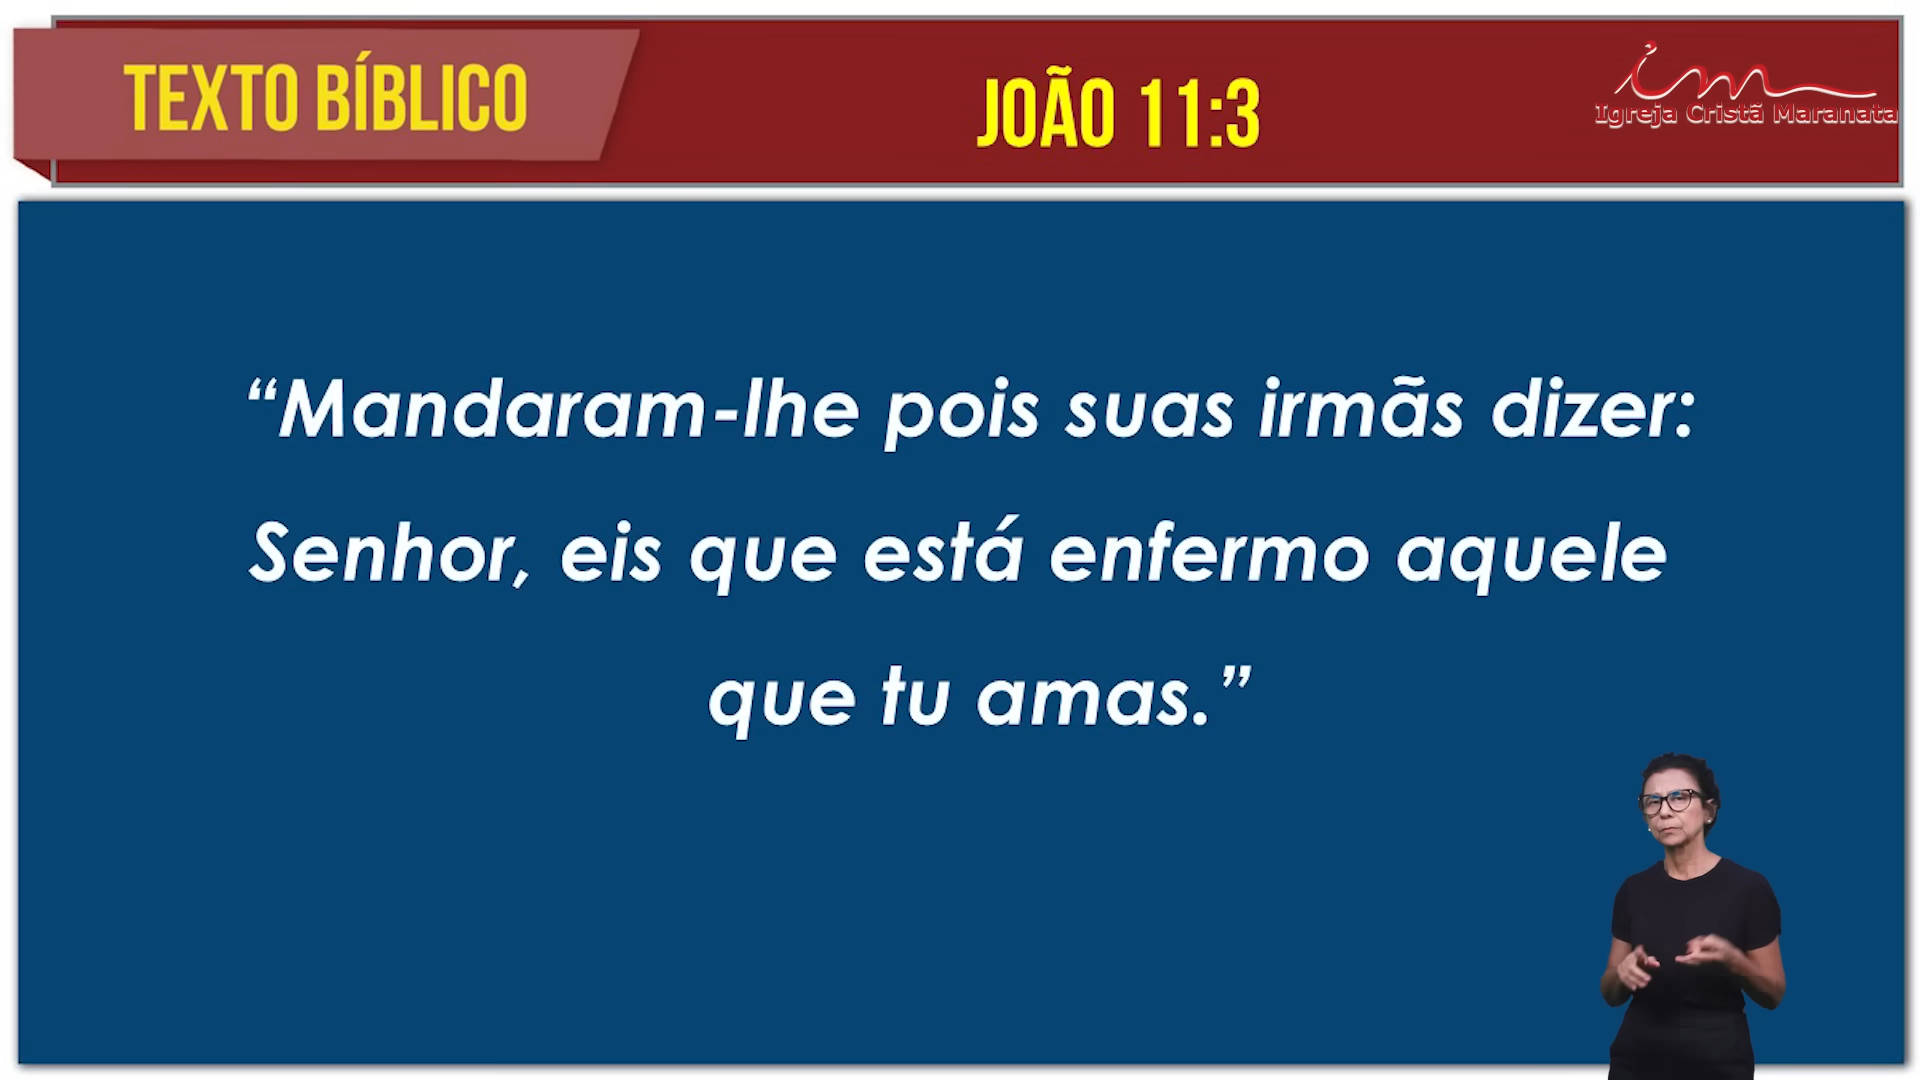 TEXTO BÍBLICO
JOÃO 11:3
im
Igreja Cristã Maranata
“Mandaram-lhe pois suas irmãs dizer:
Senhor, eis que está enfermo aquele
que tu amas.”